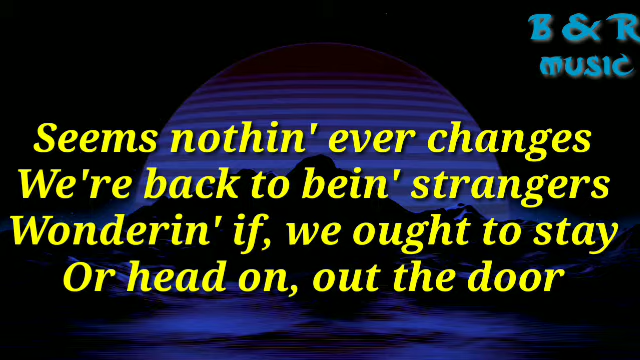 B & R
MUSIC
Seems nothin' ever changes
We're back to bein' strangers
Wonderin' if, we ought to stay
Or head on, out the door